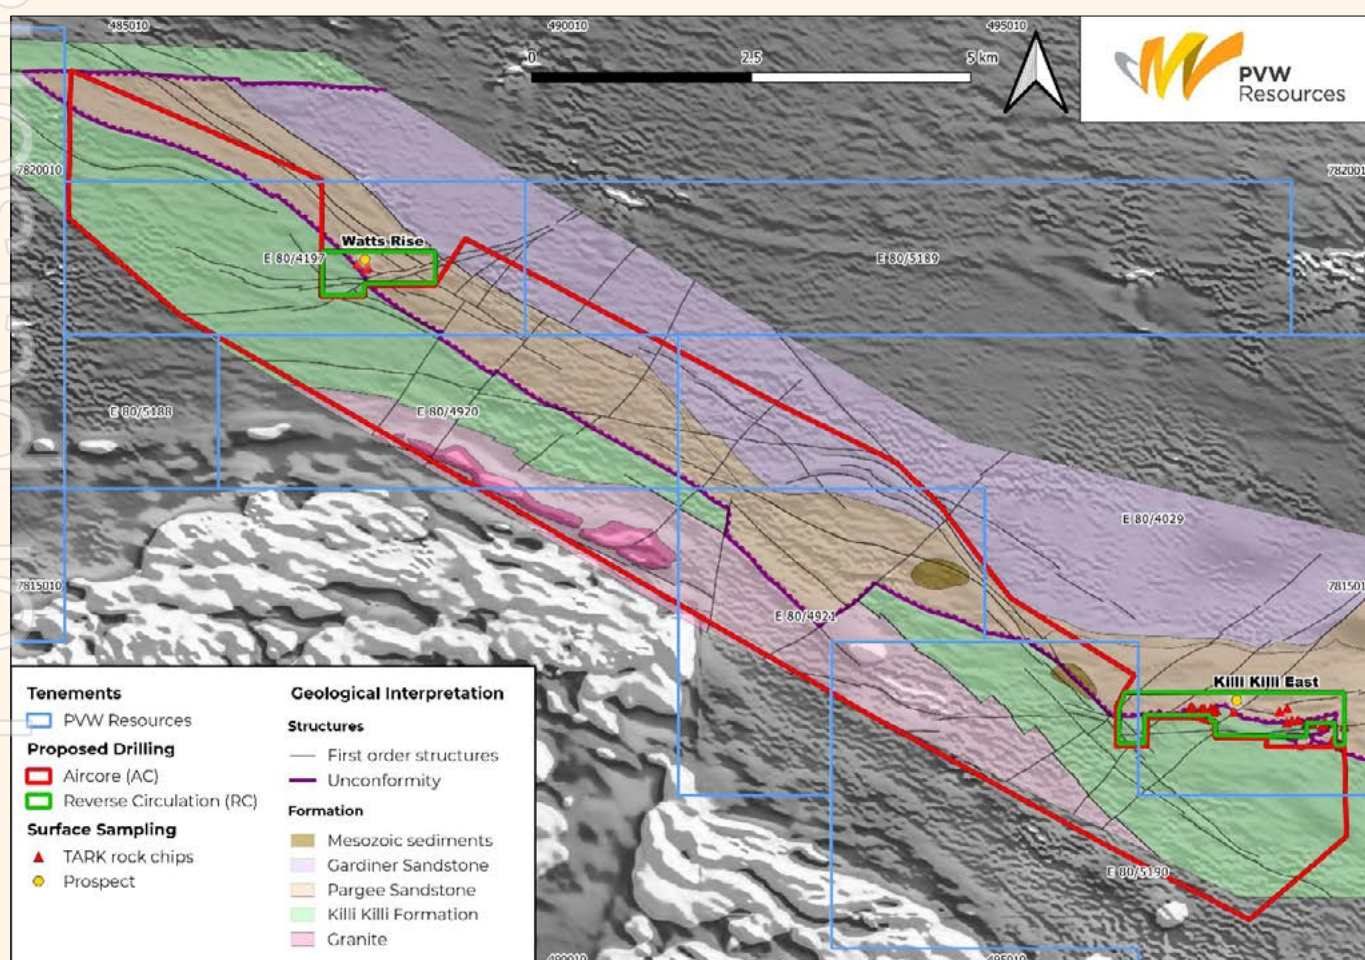 485010
490010
495010
0
2.5
5 km
PVW
Resources
7820010
782001
Watts Rise
E 80/4197
E 80/5189
E 80/5188
E 80/4920
E 80/4029
7815010
781501
E 80/4921
Killi Killi East
E 80/5190
Tenements
PVW Resources
Proposed Drilling
Aircore (AC)
Reverse Circulation (RC)
Surface Sampling
TARK rock chips
Prospect
Geological Interpretation
Structures
First order structures
Unconformity
Formation
Mesozoic sediments
Gardiner Sandstone
Pargee Sandstone
Killi Killi Formation
Granite
490010
495010